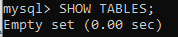 mysql> SHOW TABLES;
Empty set (0.00 sec)